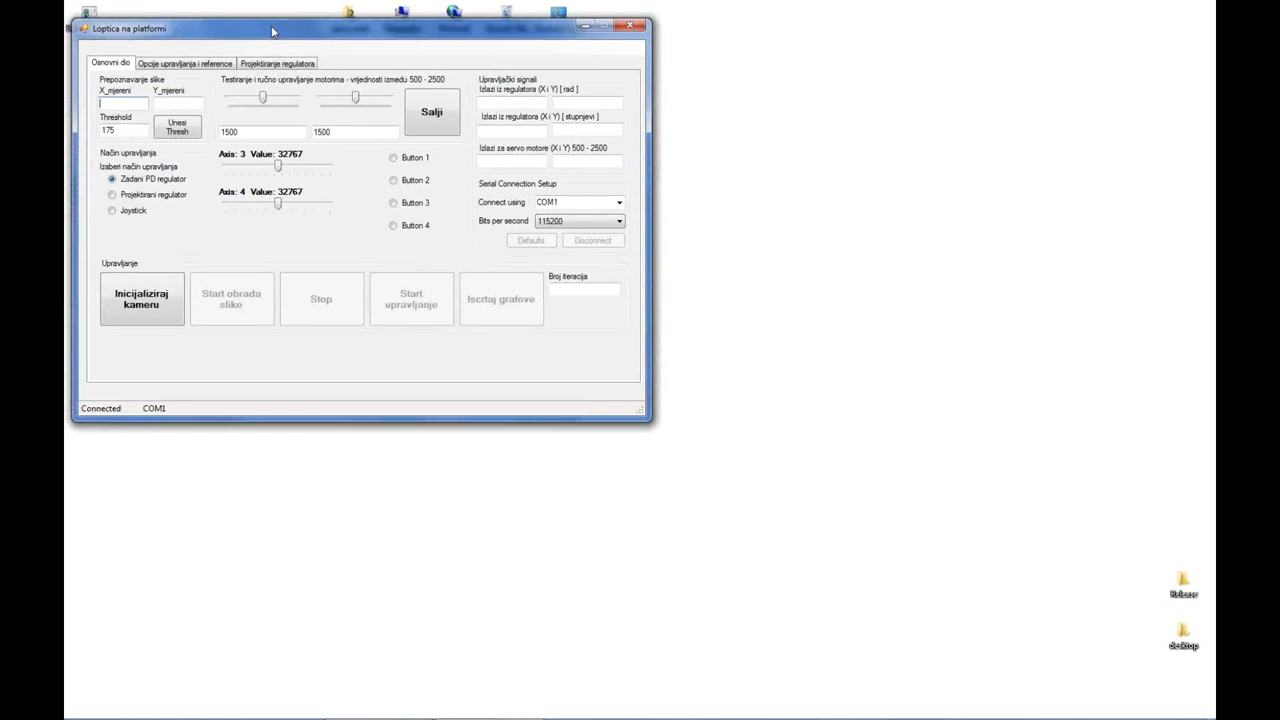 Loptica na platformi
Osnovni dio
Opcije upravljanja i reference
Projektiranje regulatora
Prepoznavanje slike
X_mjereni
Y_mjereni
Threshold
175
Unesi
Thresh
Testiranje i ručno upravljanje motorima - vrijednosti između 500 - 2500
1500
1500
Salji
Upravljački signali
Izlazi iz regulatora (X i Y) [ rad ]
Izlazi iz regulatora (X i Y) [ stupnjevi ]
Izlazi za servo motore (X i Y) 500 - 2500
Način upravljanja
Izaberi način upravljanja
Zadani PD regulator
Projektirani regulator
Joystick
Axis: 3 Value: 32767
Axis: 4 Value: 32767
Button 1
Button 2
Button 3
Button 4
Serial Connection Setup
Connect using
COM1
Bits per second
115200
Defaults
Disconnect
Upravljanje
Inicijaliziraj
kameru
Start obrada
slike
Stop
Start
upravljanje
Iscrtaj grafove
Broj iteracija
Connected
COM1
Release
desktop